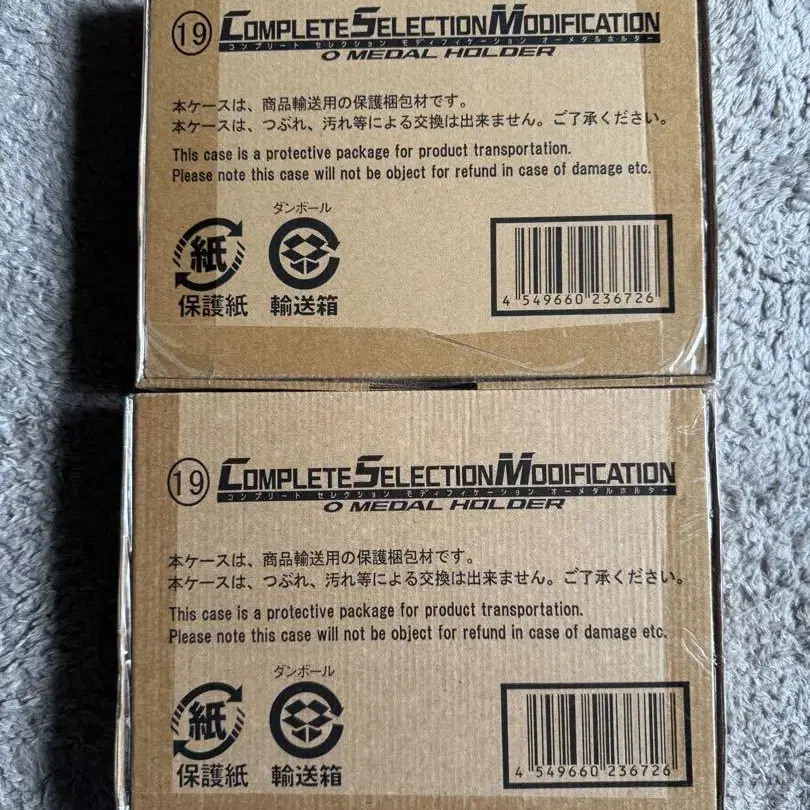 19 COMPLETE SELECTION MODIFICATION
コンプリート セレクション モディフィケーション オーメダルホルダー
O MEDAL HOLDER
本ケースは、商品輸送用の保護梱包材です。
本ケースは、つぶれ、汚れ等による交換は出来ません。ご了承ください。
This case is a protective package for product transportation.
Please note this case will not be object for refund in case of damage etc.
ダンボール
紙
保護紙 輸送箱
4 549660 236726
19 COMPLETE SELECTION MODIFICATION
コンプリート セレクション モディフィケーション オーメダルホルダー
O MEDAL HOLDER
本ケースは、商品輸送用の保護梱包材です。
本ケースは、つぶれ、汚れ等による交換は出来ません。ご了承ください。
This case is a protective package for product transportation.
Please note this case will not be object for refund in case of damage etc.
ダンボール
紙
保護紙 輸送箱
4 549660 236726